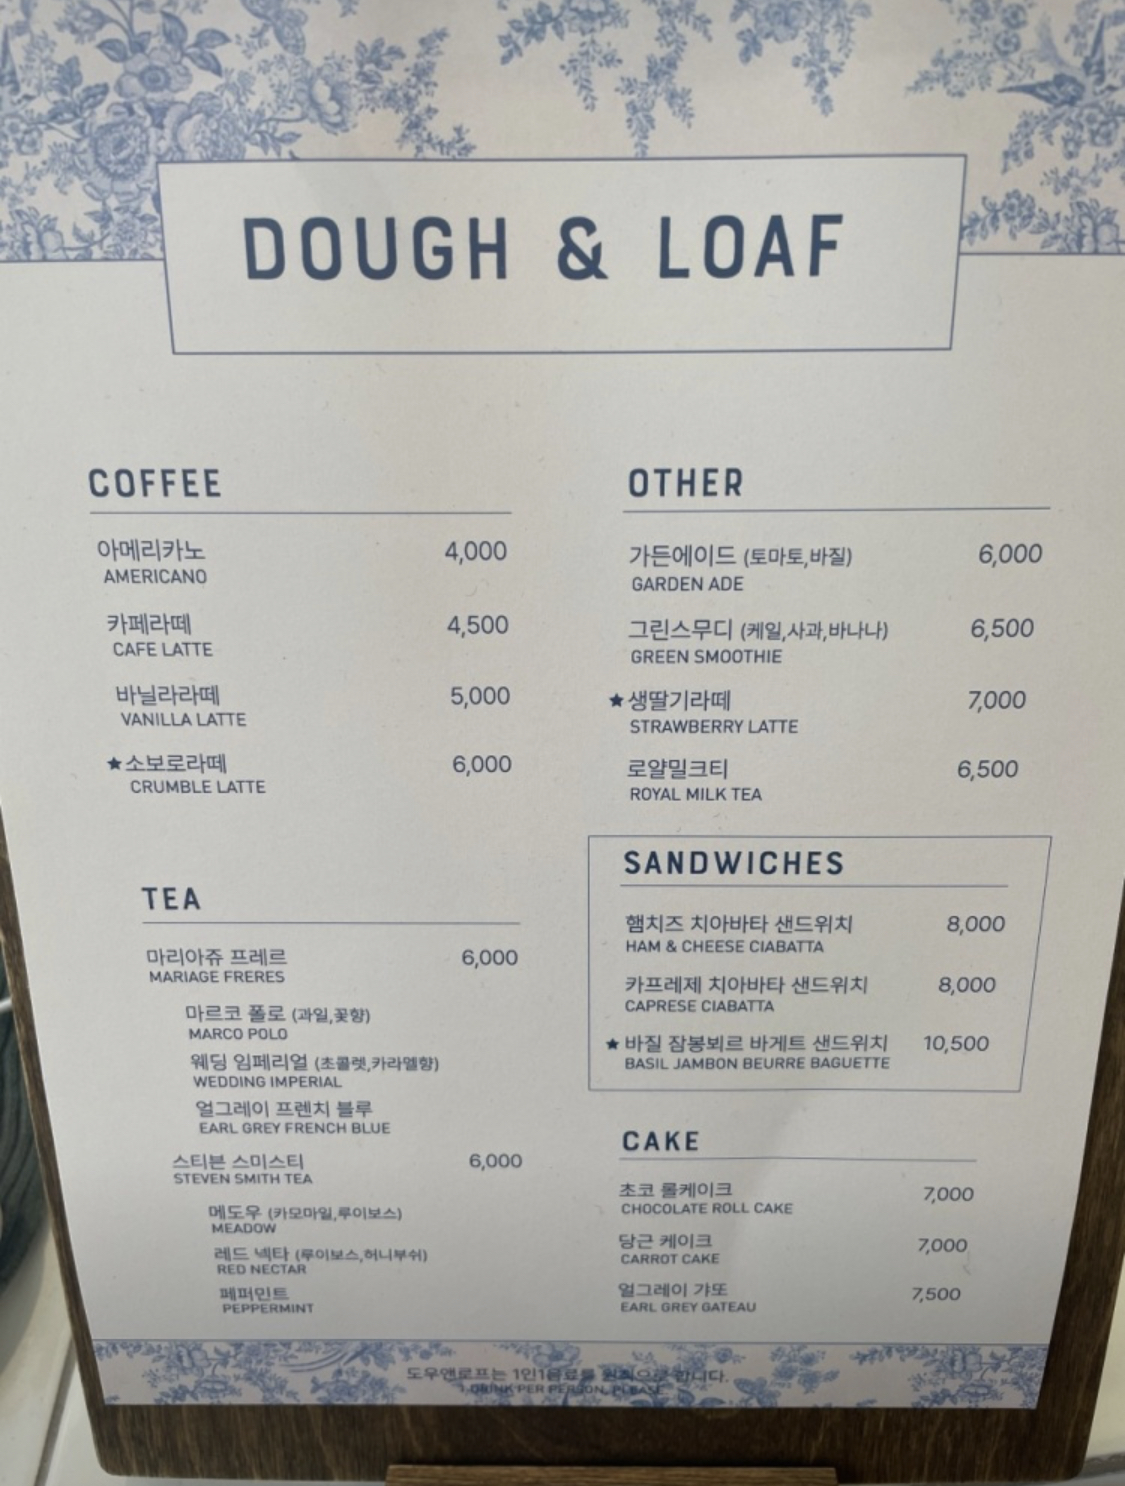 DOUGH & LOAF
COFFEE
아메리카노 4,000
AMERICANO
카페라떼 4,500
CAFE LATTE
바닐라라떼 5,000
VANILLA LATTE
★소보로라떼 6,000
CRUMBLE LATTE
TEA
마리아쥬 프레르 6,000
MARIAGE FRERES
마르코 폴로 (과일,꽃향)
MARCO POLO
웨딩 임페리얼 (초콜렛,카라멜향)
WEDDING IMPERIAL
얼그레이 프렌치 블루
EARL GREY FRENCH BLUE
스티븐 스미스티 6,000
STEVEN SMITH TEA
메도우 (카모마일,루이보스)
MEADOW
레드 넥타 (루이보스,허니부쉬)
RED NECTAR
페퍼민트
PEPPERMINT
OTHER
가든에이드 (토마토,바질) 6,000
GARDEN ADE
그린스무디 (케일,사과,바나나) 6,500
GREEN SMOOTHIE
★생딸기라떼 7,000
STRAWBERRY LATTE
로얄밀크티 6,500
ROYAL MILK TEA
SANDWICHES
햄치즈 치아바타 샌드위치 8,000
HAM & CHEESE CIABATTA
카프레제 치아바타 샌드위치 8,000
CAPRESE CIABATTA
★바질 잠봉뵈르 바게트 샌드위치 10,500
BASIL JAMBON BEURRE BAGUETTE
CAKE
초코 롤케이크 7,000
CHOCOLATE ROLL CAKE
당근 케이크 7,000
CARROT CAKE
얼그레이 갸또 7,500
EARL GREY GATEAU
도우앤로프는 1인1음료를 원칙으로 합니다.
1 DRINK PER PERSON, PLEASE